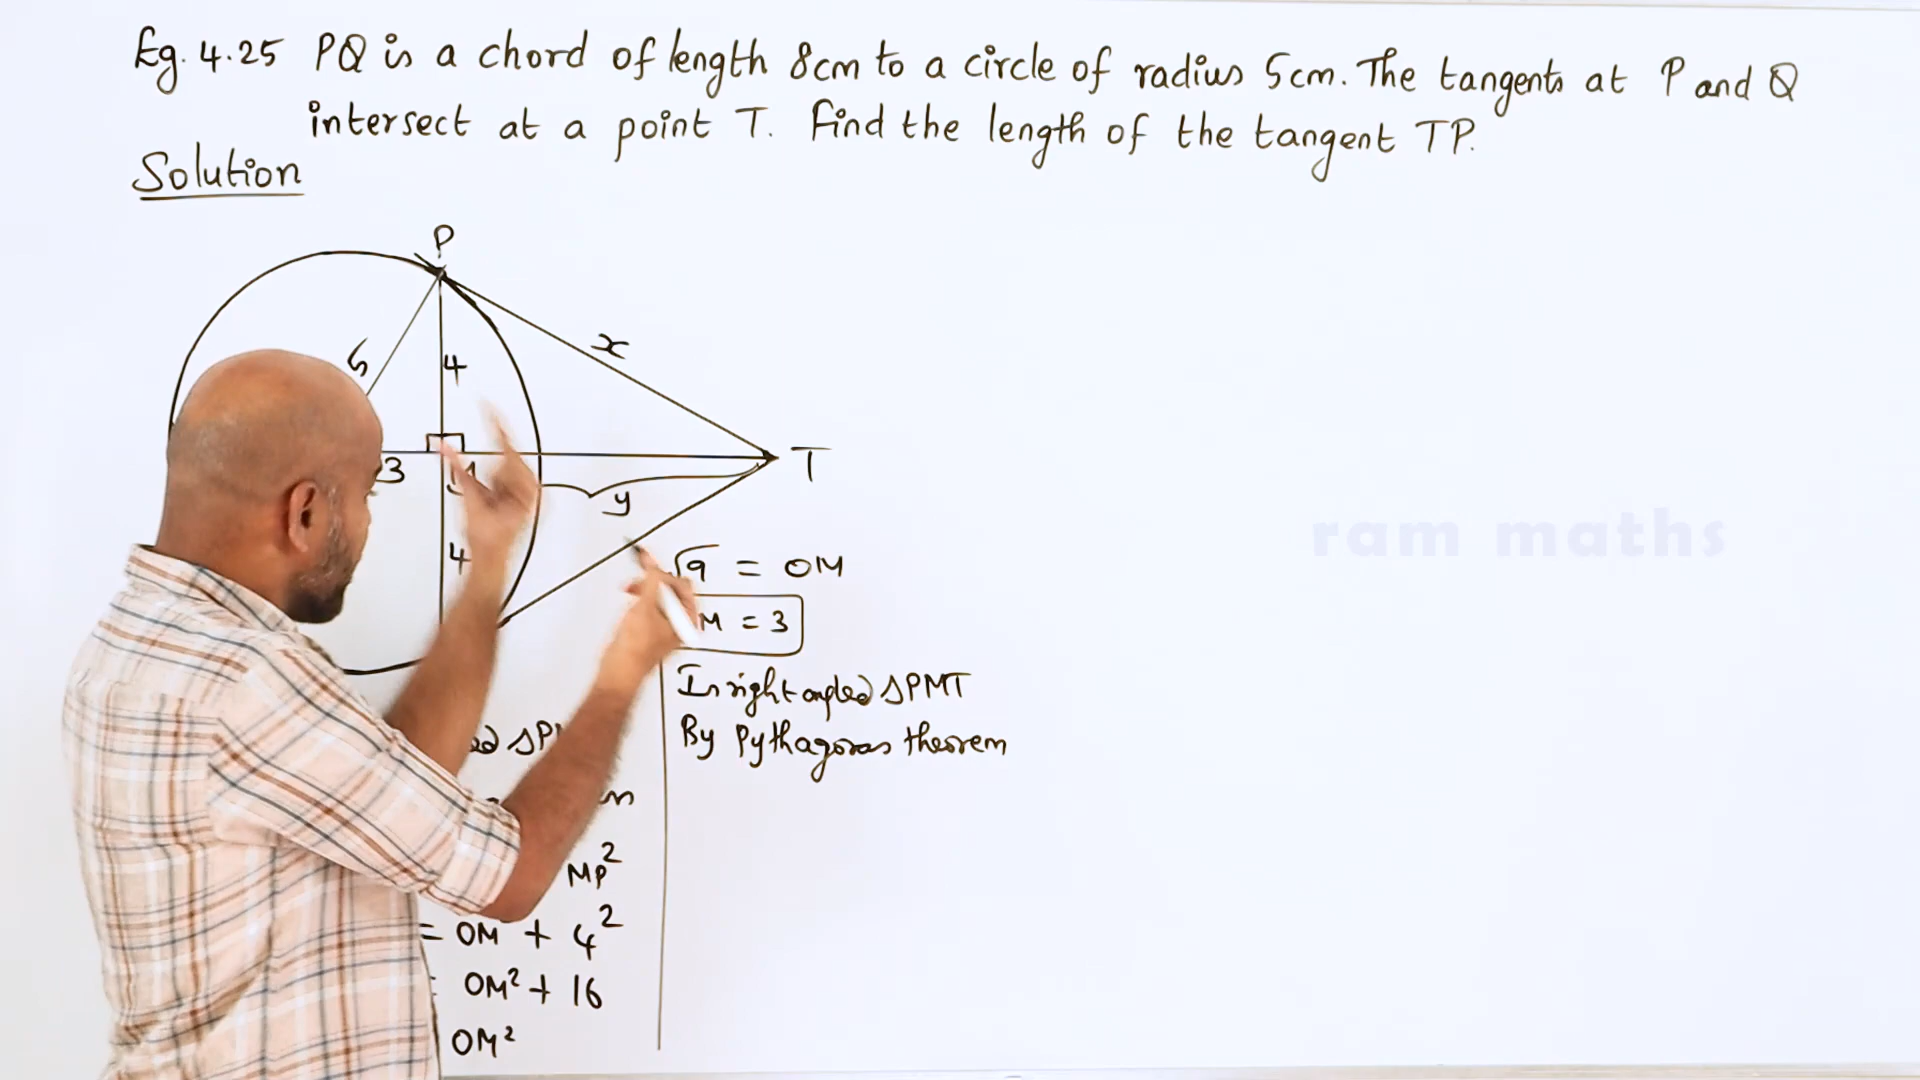 Eg. 4.25 PQ is a chord of length 8cm to a circle of radius 5cm. The tangents at P and Q
intersect at a point T. Find the length of the tangent TP.
Solution
P
x
5
4
T
3
y
4
√9 = OM
M = 3
In right angled ΔPMT
By Pythagoras theorem
ΔP
MP²
= OM + 4²
= OM² + 16
OM²
ram maths